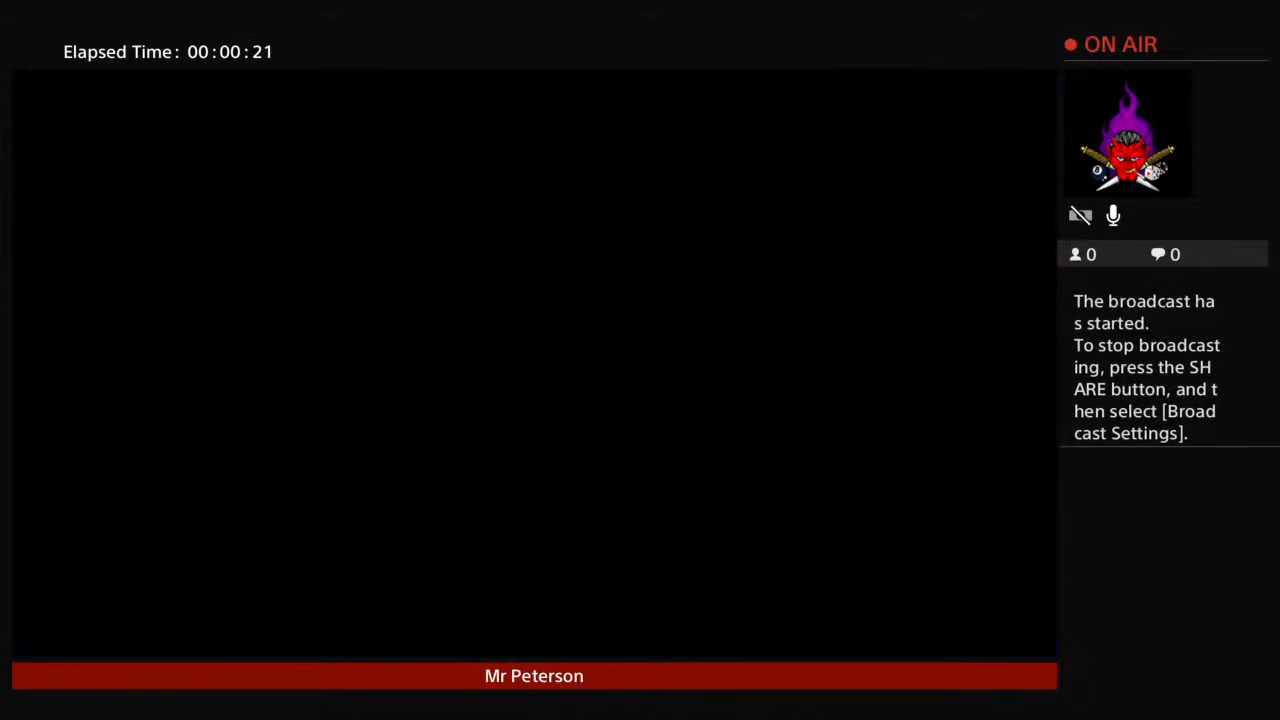 Elapsed Time: 00:00:21
ON AIR
8
0 0
The broadcast ha
s started.
To stop broadcast
ing, press the SH
ARE button, and t
hen select [Broad
cast Settings].
Mr Peterson